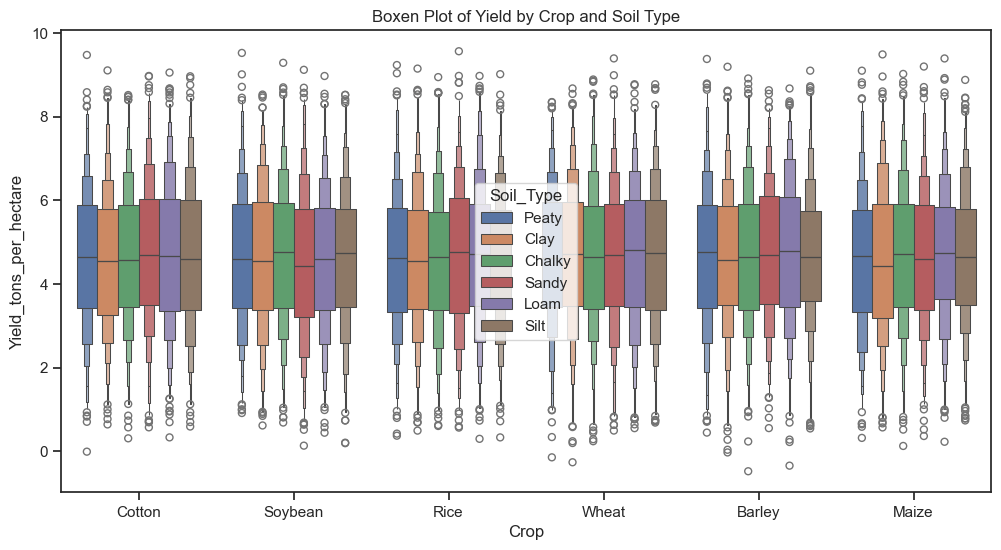 Boxen Plot of Yield by Crop and Soil Type
Yield_tons_per_hectare
10
8
6
4
2
0
Soil_Type
Peaty
Clay
Chalky
Sandy
Loam
Silt
Cotton
Soybean
Rice
Wheat
Barley
Maize
Crop